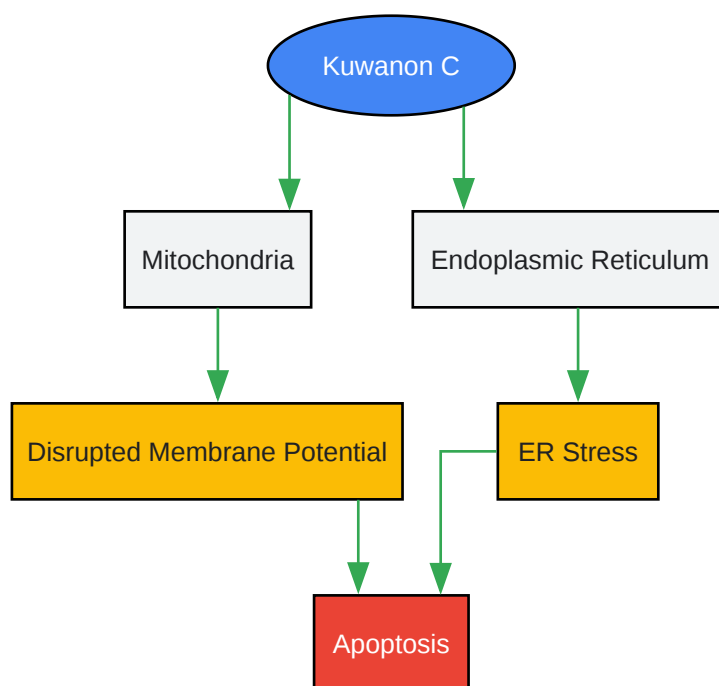 Kuwanon C
Mitochondria
Endoplasmic Reticulum
Disrupted Membrane Potential
ER Stress
Apoptosis